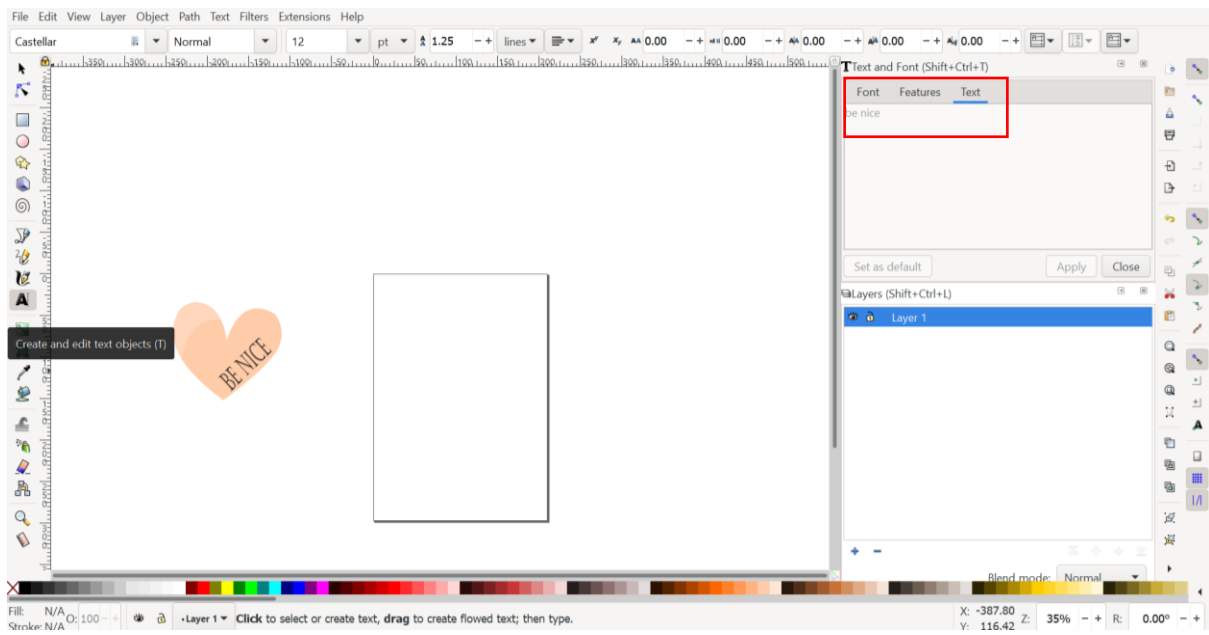 File Edit View Layer Object Path Text Filters Extensions Help
Castellar Normal 12 pt 1.25 - + lines 0.00 - + 0.00 - + 0.00 - + 0.00 - + 0.00 - +
Text and Font (Shift+Ctrl+T)
Font Features Text
be nice
Set as default Apply Close
Layers (Shift+Ctrl+L)
Layer 1
Create and edit text objects (T)
BE NICE
Blend mode: Normal
Fill: N/A
Stroke: N/A
O: 100 - + Layer 1 Click to select or create text, drag to create flowed text; then type.
X: -387.80
Y: 116.42
Z: 35% - + R: 0.00° - +